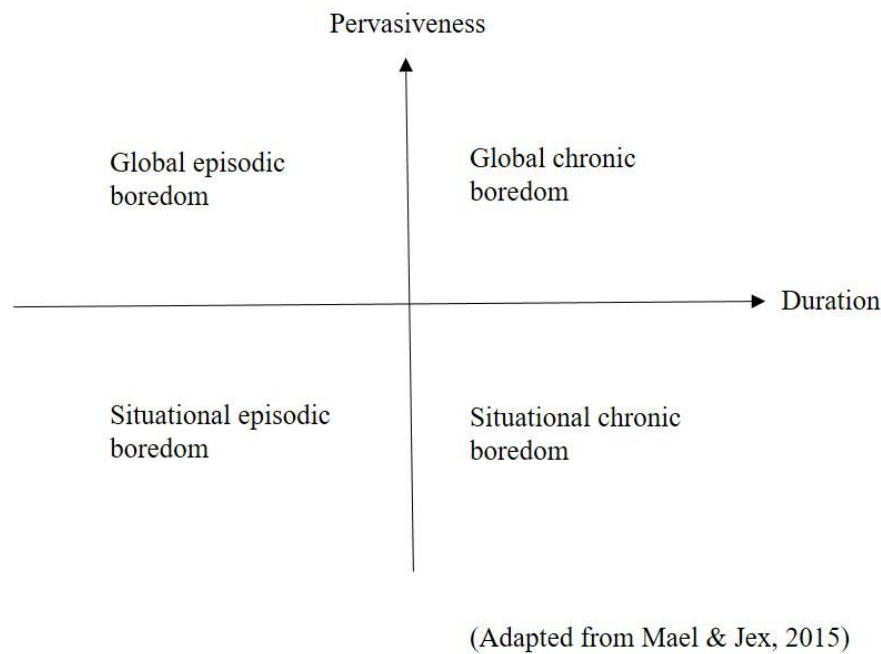 Pervasiveness
Global episodic
boredom
Global chronic
boredom
Duration
Situational episodic
boredom
Situational chronic
boredom
(Adapted from Mael & Jex, 2015)